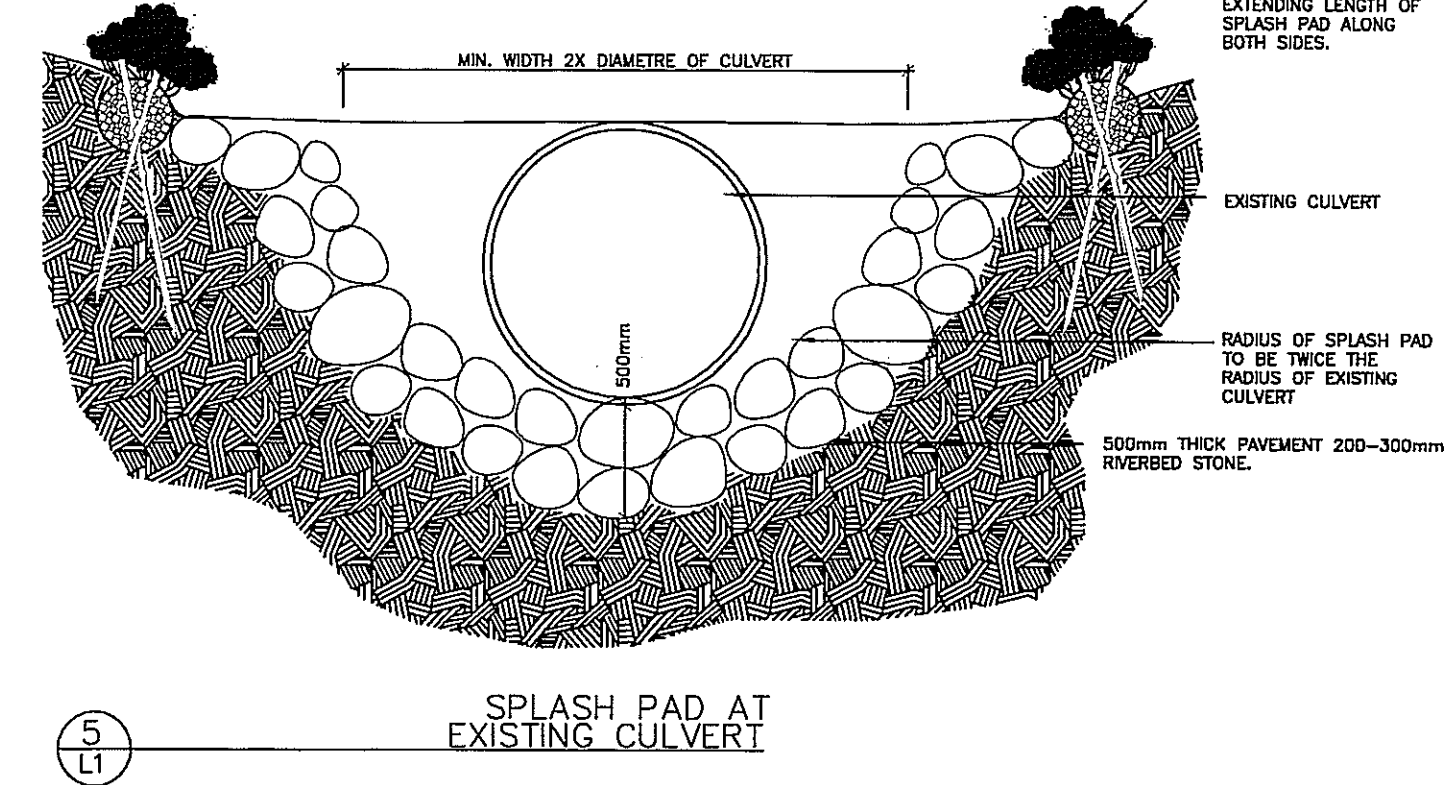 EXTENDING LENGTH OF
SPLASH PAD ALONG
BOTH SIDES.
MIN. WIDTH 2X DIAMETRE OF CULVERT
EXISTING CULVERT
500mm
RADIUS OF SPLASH PAD
TO BE TWICE THE
RADIUS OF EXISTING
CULVERT
500mm THICK PAVEMENT 200-300mm
RIVERBED STONE.
SPLASH PAD AT
EXISTING CULVERT
5
L1